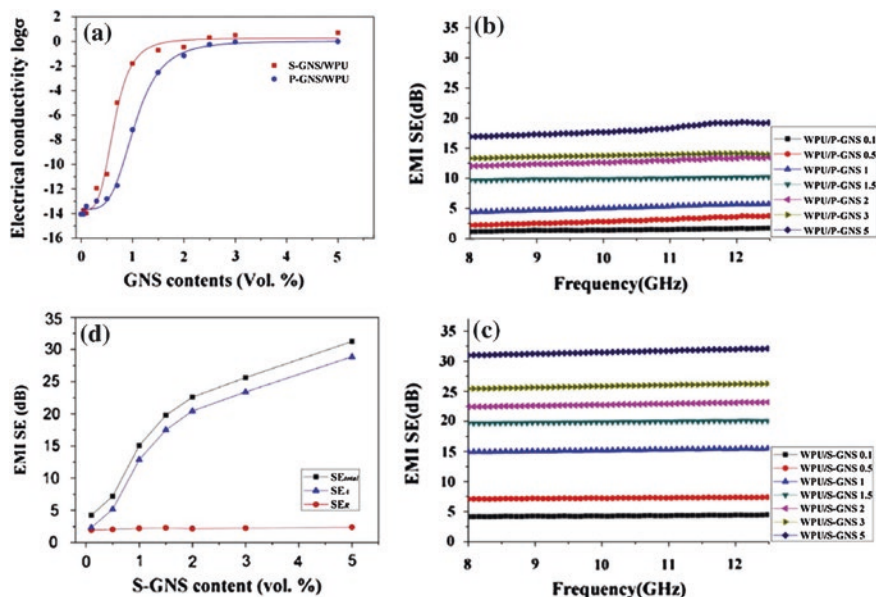 (a)
Electrical conductivity logσ
2
0
-2
-4
-6
-8
-10
-12
-14
-16
S-GNS/WPU
P-GNS/WPU
0 1 2 3 4 5
GNS contents (Vol. %)
(b)
EMI SE(dB)
35
30
25
20
15
10
5
0
WPU/P-GNS 0.1
WPU/P-GNS 0.5
WPU/P-GNS 1
WPU/P-GNS 1.5
WPU/P-GNS 2
WPU/P-GNS 3
WPU/P-GNS 5
8 9 10 11 12
Frequency(GHz)
(d)
EMI SE (dB)
35
30
25
20
15
10
5
0
SEtotal
SEA
SER
0 1 2 3 4 5
S-GNS content (vol. %)
(c)
EMI SE(dB)
35
30
25
20
15
10
5
0
WPU/S-GNS 0.1
WPU/S-GNS 0.5
WPU/S-GNS 1
WPU/S-GNS 1.5
WPU/S-GNS 2
WPU/S-GNS 3
WPU/S-GNS 5
8 9 10 11 12
Frequency(GHz)